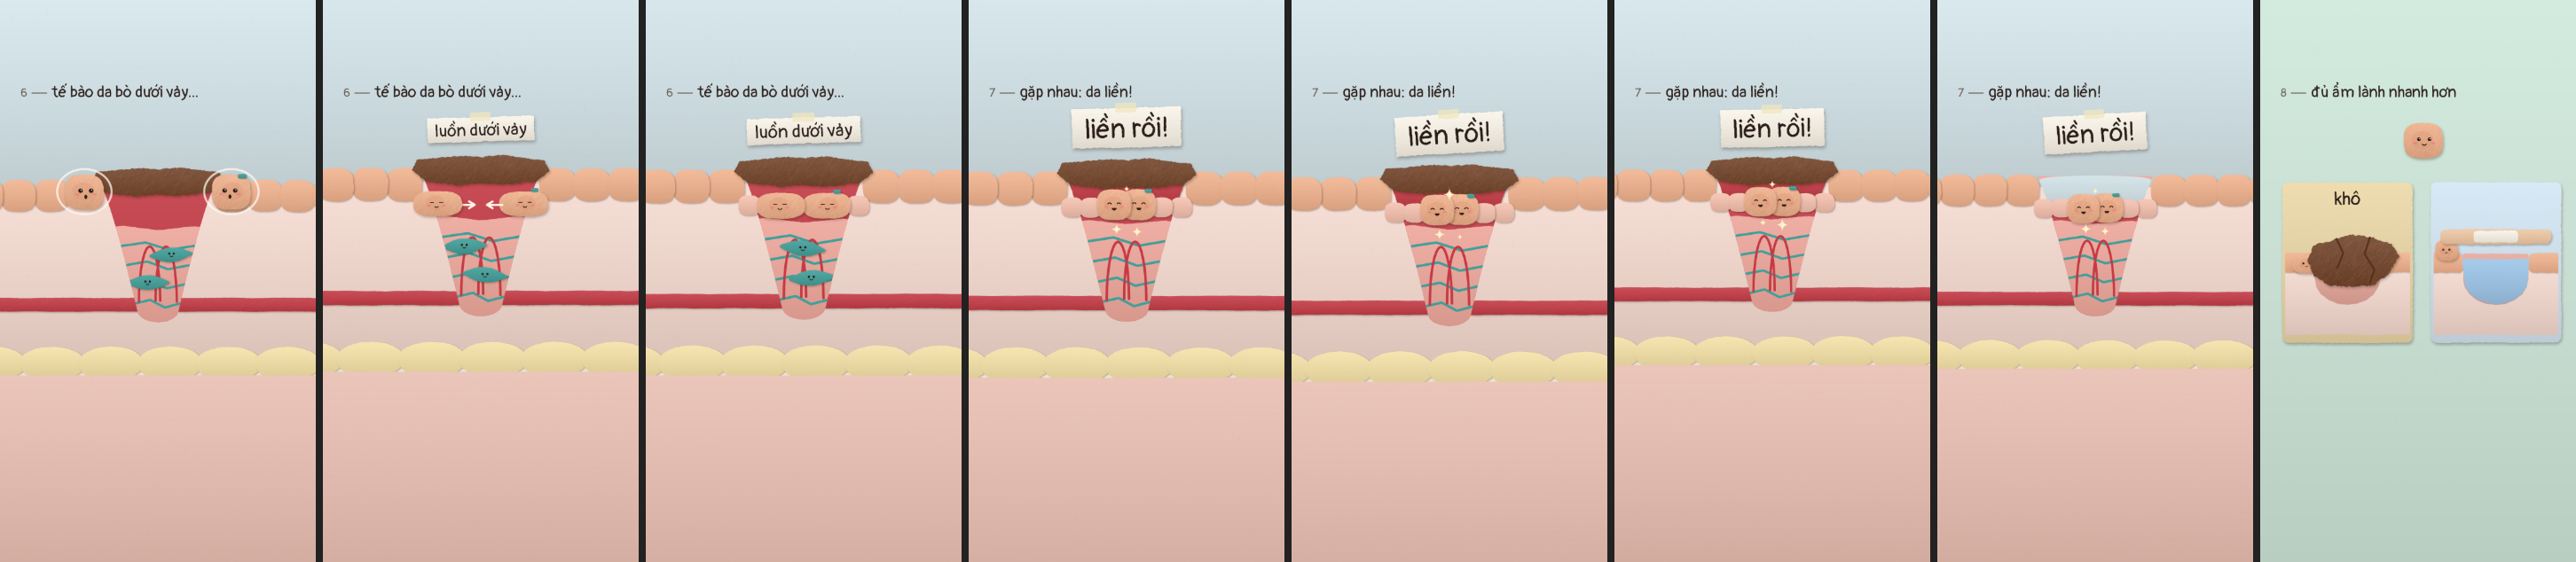 6 — tế bào da bò dưới vảy...
6 — tế bào da bò dưới vảy...
luồn dưới vảy
6 — tế bào da bò dưới vảy...
luồn dưới vảy
7 — gặp nhau: da liền!
liền rồi!
7 — gặp nhau: da liền!
liền rồi!
7 — gặp nhau: da liền!
liền rồi!
7 — gặp nhau: da liền!
liền rồi!
8 — đủ ẩm lành nhanh hơn
khô